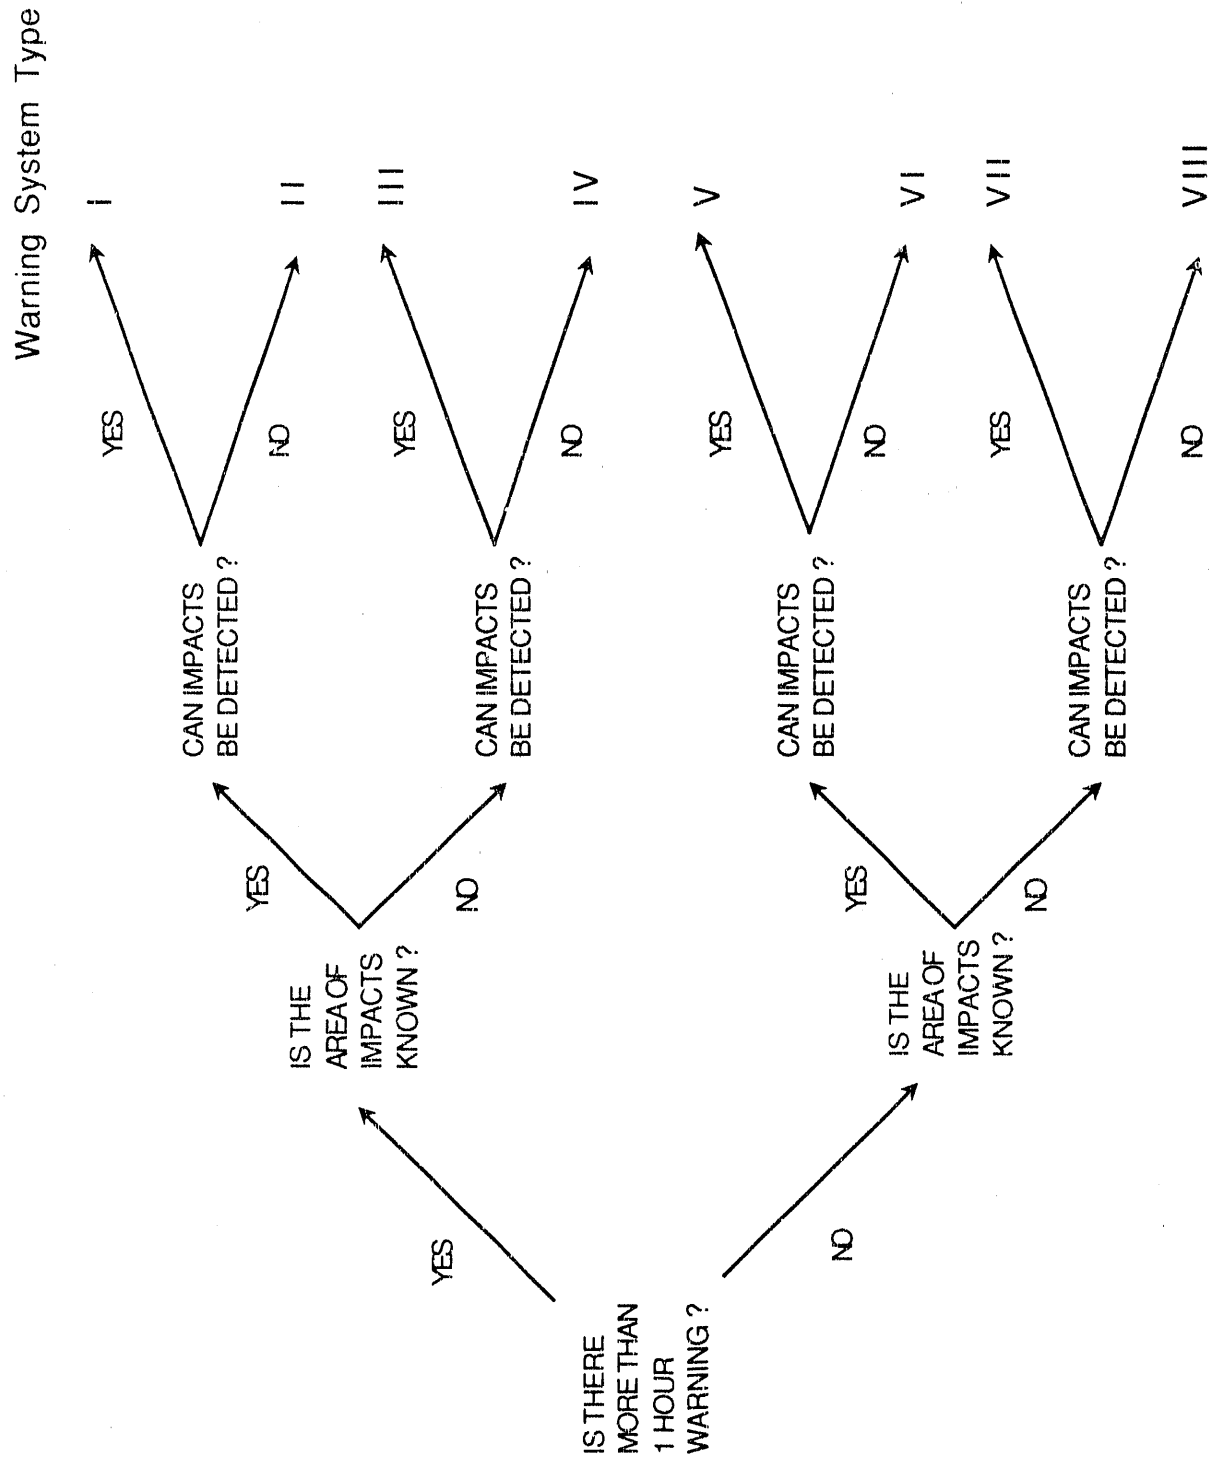 Warning System Type
IS THERE
MORE THAN
1 HOUR
WARNING ?
YES
NO
IS THE
AREA OF
IMPACTS
KNOWN ?
YES
NO
IS THE
AREA OF
IMPACTS
KNOWN ?
YES
NO
CAN IMPACTS
BE DETECTED ?
YES
NO
CAN IMPACTS
BE DETECTED ?
YES
NO
CAN IMPACTS
BE DETECTED ?
YES
NO
CAN IMPACTS
BE DETECTED ?
YES
NO
I
II
III
IV
V
VI
VII
VIII